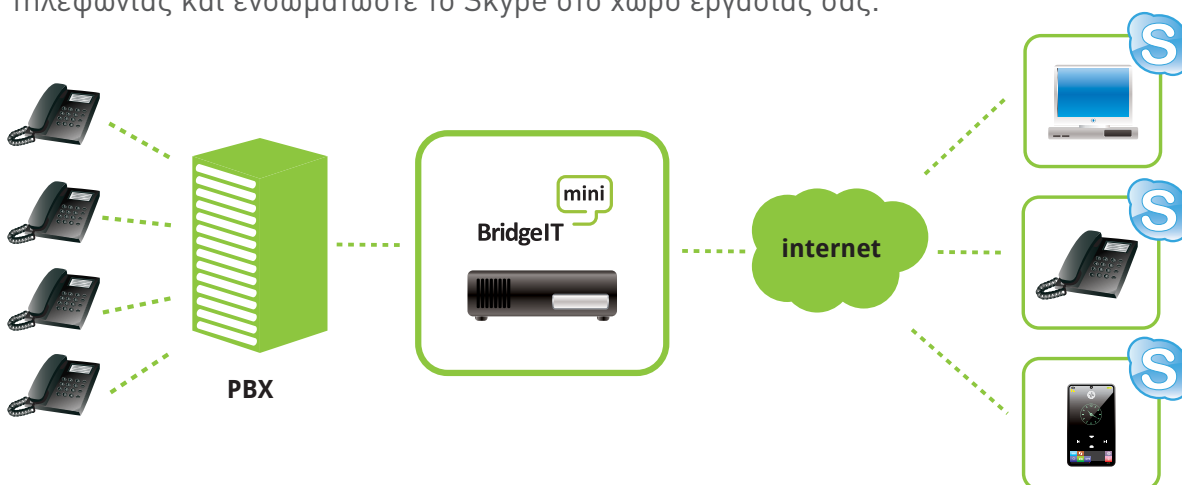 τηλεφωνίας και ενσωματώστε το Skype στο χώρο εργασίας σας.
mini
BridgeIT
internet
PBX
S
S
S